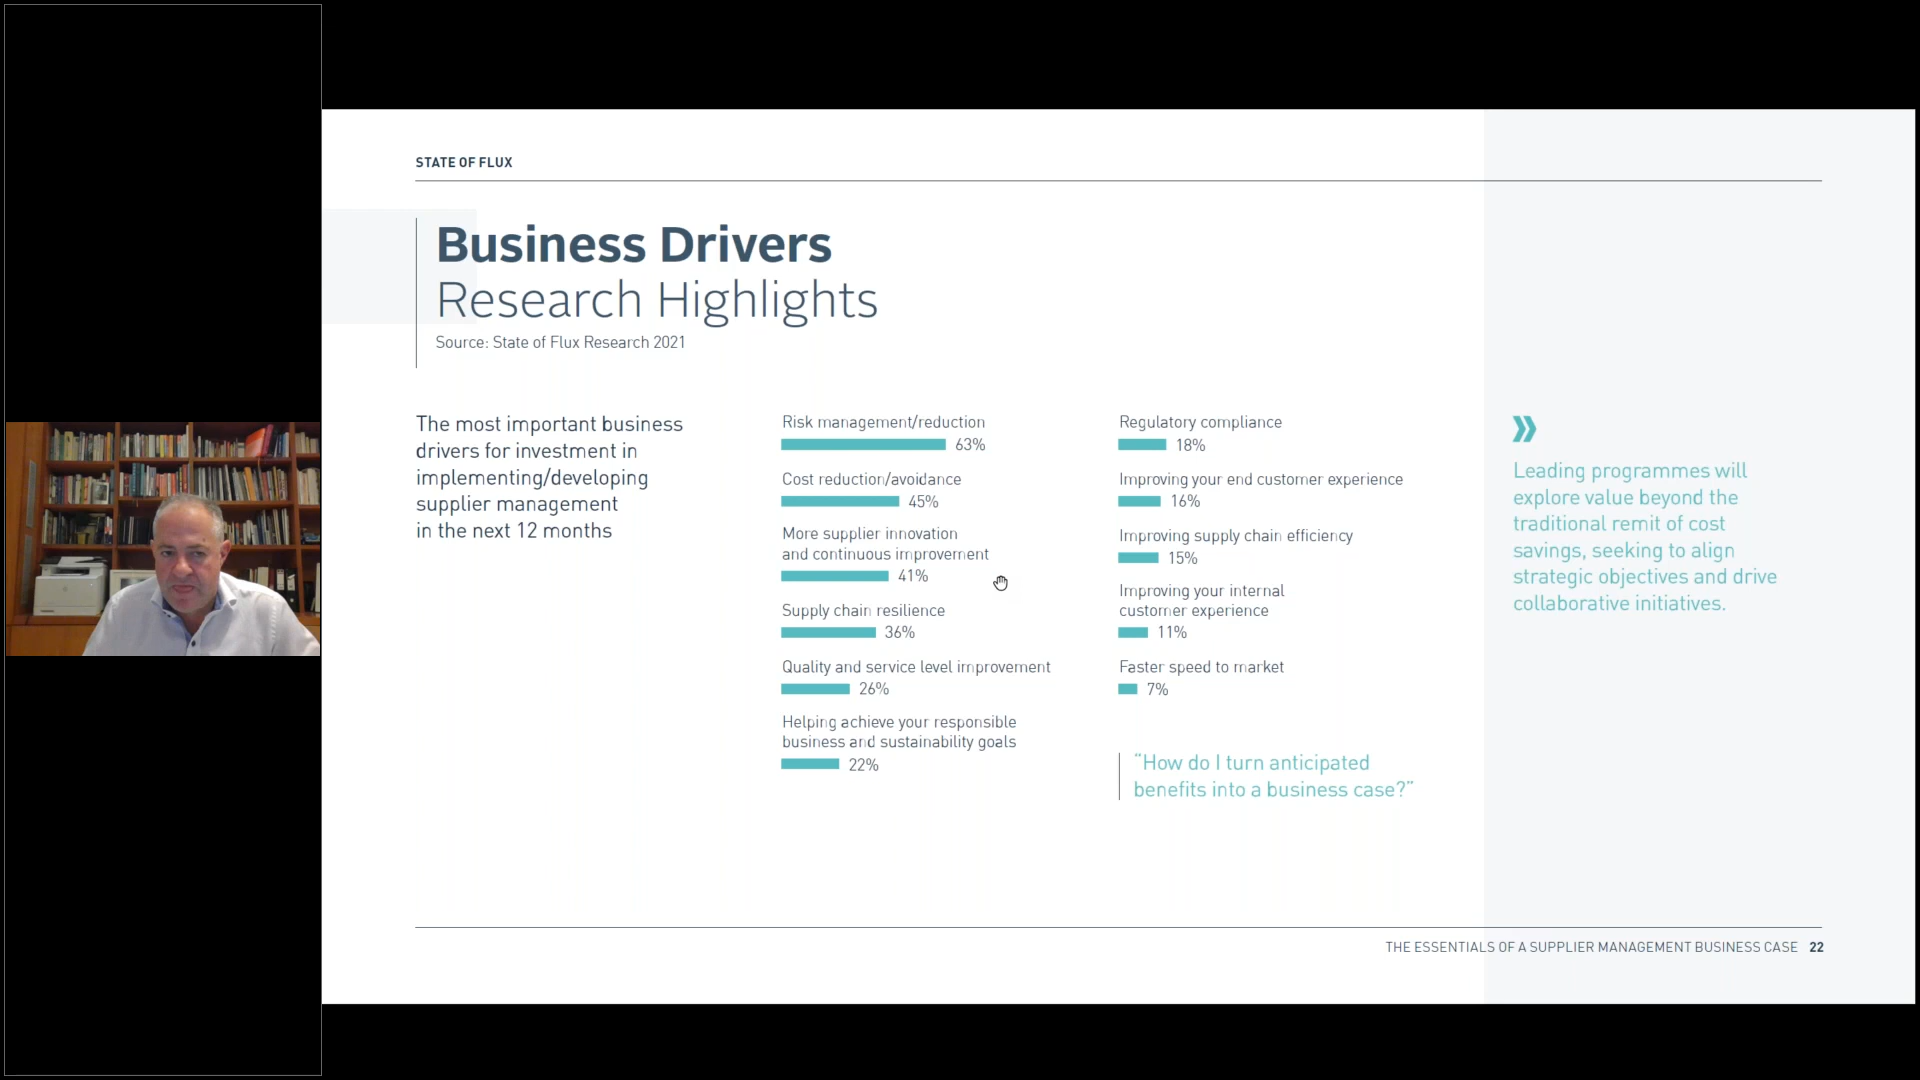 STATE OF FLUX
Business Drivers
Research Highlights
Source: State of Flux Research 2021
The most important business
drivers for investment in
implementing/developing
supplier management
in the next 12 months
Risk management/reduction
63%
Cost reduction/avoidance
45%
More supplier innovation
and continuous improvement
41%
Supply chain resilience
36%
Quality and service level improvement
26%
Helping achieve your responsible
business and sustainability goals
22%
Regulatory compliance
18%
Improving your end customer experience
16%
Improving supply chain efficiency
15%
Improving your internal
customer experience
11%
Faster speed to market
7%
“How do I turn anticipated
benefits into a business case?”
Leading programmes will
explore value beyond the
traditional remit of cost
savings, seeking to align
strategic objectives and drive
collaborative initiatives.
THE ESSENTIALS OF A SUPPLIER MANAGEMENT BUSINESS CASE 22